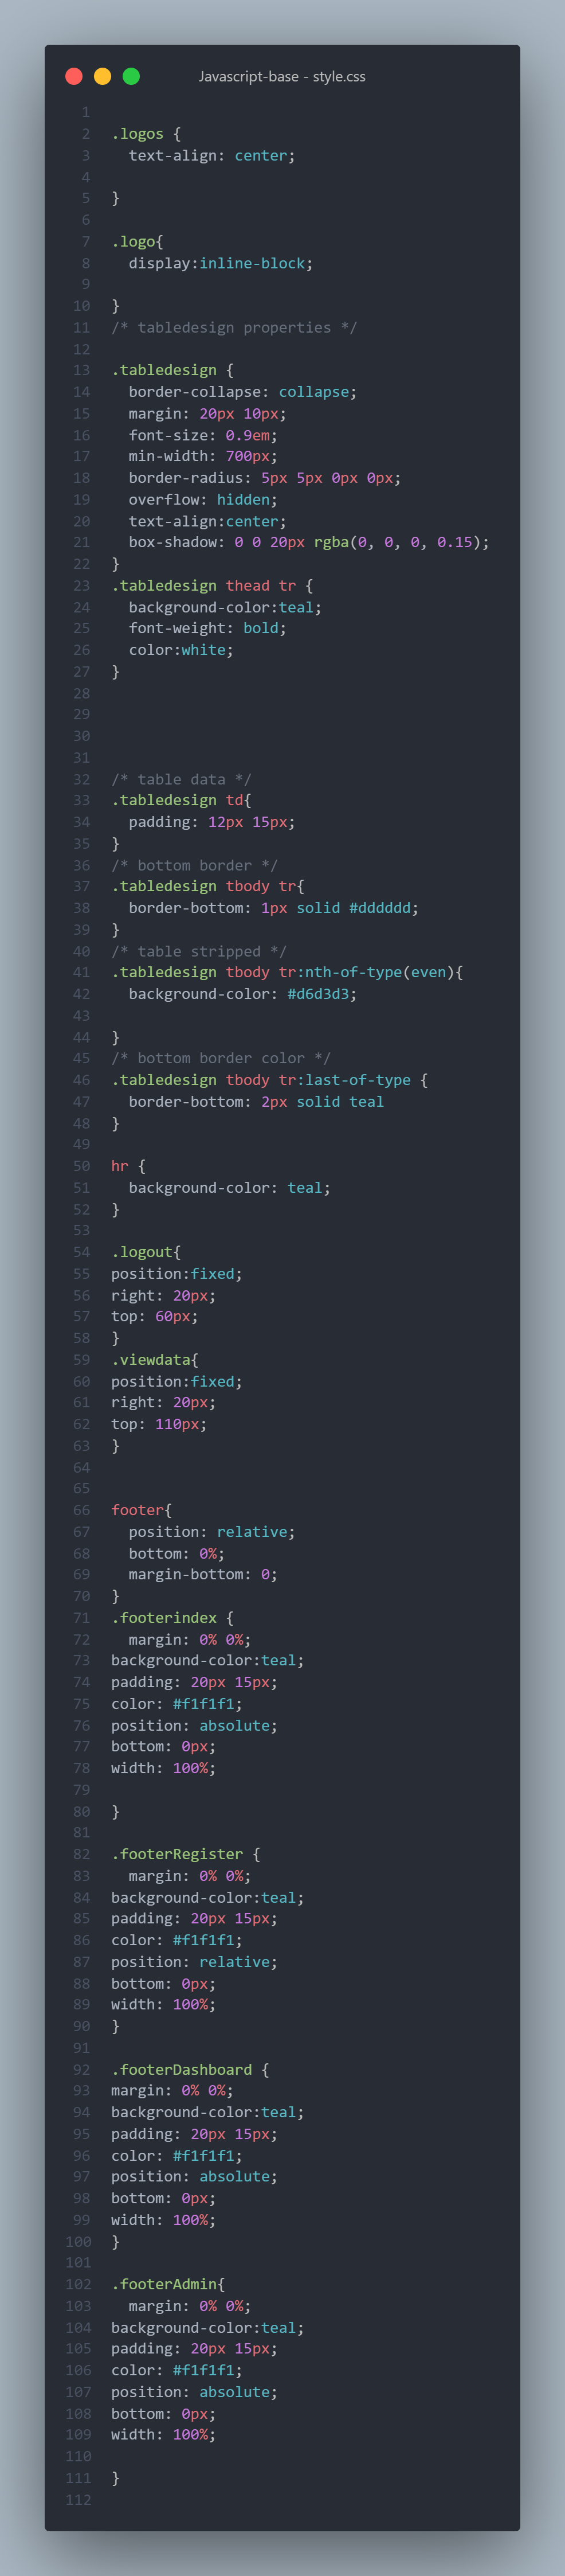 Javascript-base - style.css
1
2 .logos {
3   text-align: center;
4
5 }
6
7 .logo{
8   display:inline-block;
9
10 }
11 /* tabledesign properties */
12
13 .tabledesign {
14   border-collapse: collapse;
15   margin: 20px 10px;
16   font-size: 0.9em;
17   min-width: 700px;
18   border-radius: 5px 5px 0px 0px;
19   overflow: hidden;
20   text-align:center;
21   box-shadow: 0 0 20px rgba(0, 0, 0, 0.15);
22 }
23 .tabledesign thead tr {
24   background-color:teal;
25   font-weight: bold;
26   color:white;
27 }
28
29
30
31
32 /* table data */
33 .tabledesign td{
34   padding: 12px 15px;
35 }
36 /* bottom border */
37 .tabledesign tbody tr{
38   border-bottom: 1px solid #dddddd;
39 }
40 /* table stripped */
41 .tabledesign tbody tr:nth-of-type(even){
42   background-color: #d6d3d3;
43
44 }
45 /* bottom border color */
46 .tabledesign tbody tr:last-of-type {
47   border-bottom: 2px solid teal
48 }
49
50 hr {
51   background-color: teal;
52 }
53
54 .logout{
55 position:fixed;
56 right: 20px;
57 top: 60px;
58 }
59 .viewdata{
60 position:fixed;
61 right: 20px;
62 top: 110px;
63 }
64
65
66 footer{
67   position: relative;
68   bottom: 0%;
69   margin-bottom: 0;
70 }
71 .footerindex {
72   margin: 0% 0%;
73 background-color:teal;
74 padding: 20px 15px;
75 color: #f1f1f1;
76 position: absolute;
77 bottom: 0px;
78 width: 100%;
79
80 }
81
82 .footerRegister {
83   margin: 0% 0%;
84 background-color:teal;
85 padding: 20px 15px;
86 color: #f1f1f1;
87 position: relative;
88 bottom: 0px;
89 width: 100%;
90 }
91
92 .footerDashboard {
93 margin: 0% 0%;
94 background-color:teal;
95 padding: 20px 15px;
96 color: #f1f1f1;
97 position: absolute;
98 bottom: 0px;
99 width: 100%;
100 }
101
102 .footerAdmin{
103   margin: 0% 0%;
104 background-color:teal;
105 padding: 20px 15px;
106 color: #f1f1f1;
107 position: absolute;
108 bottom: 0px;
109 width: 100%;
110
111 }
112